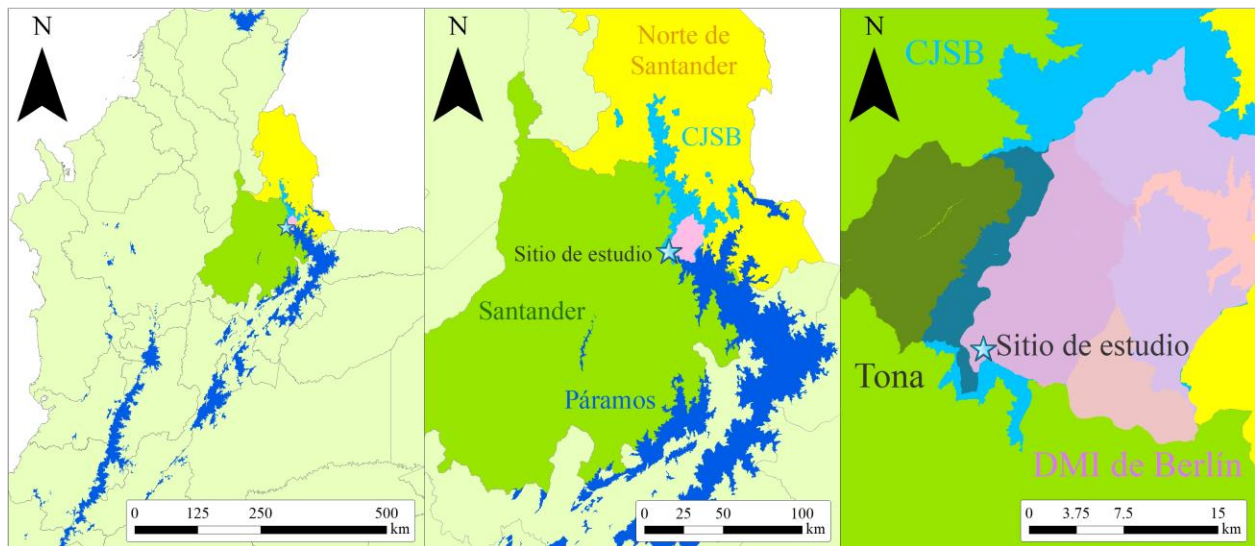 N
0 125 250 500
km
N
Norte de
Santander
CJSB
Sitio de estudio
Santander
Páramos
0 25 50 100
km
N
CJSB
Sitio de estudio
Tona
DMI de Berlín
0 3.75 7.5 15
km